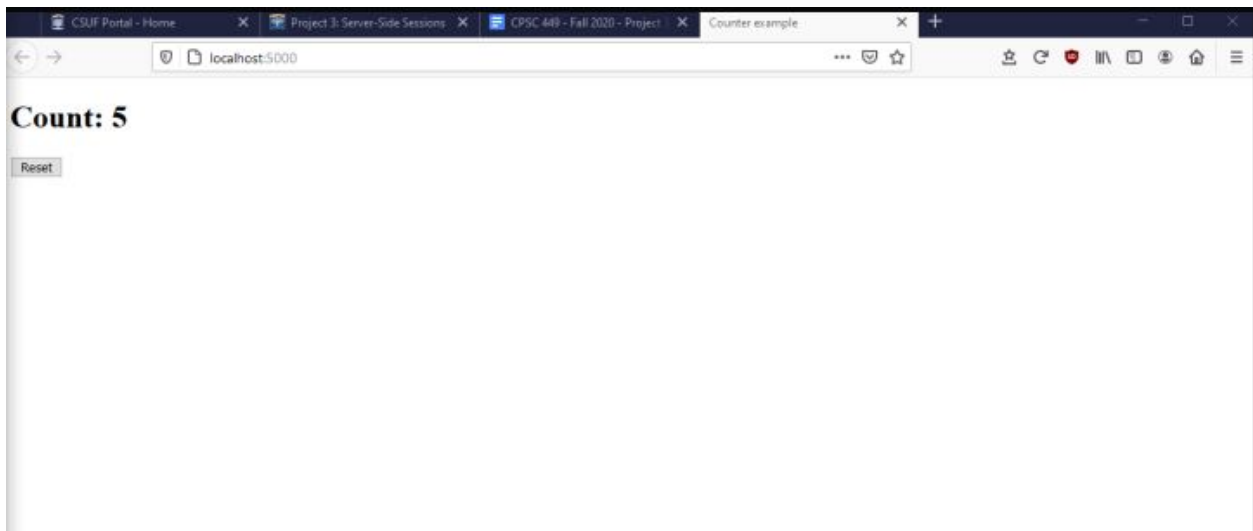 CSUF Portal - Home
Project 3: Server-Side Sessions
CPSC 449 - Fall 2020 - Project
Counter example
localhost:5000
Count: 5
Reset